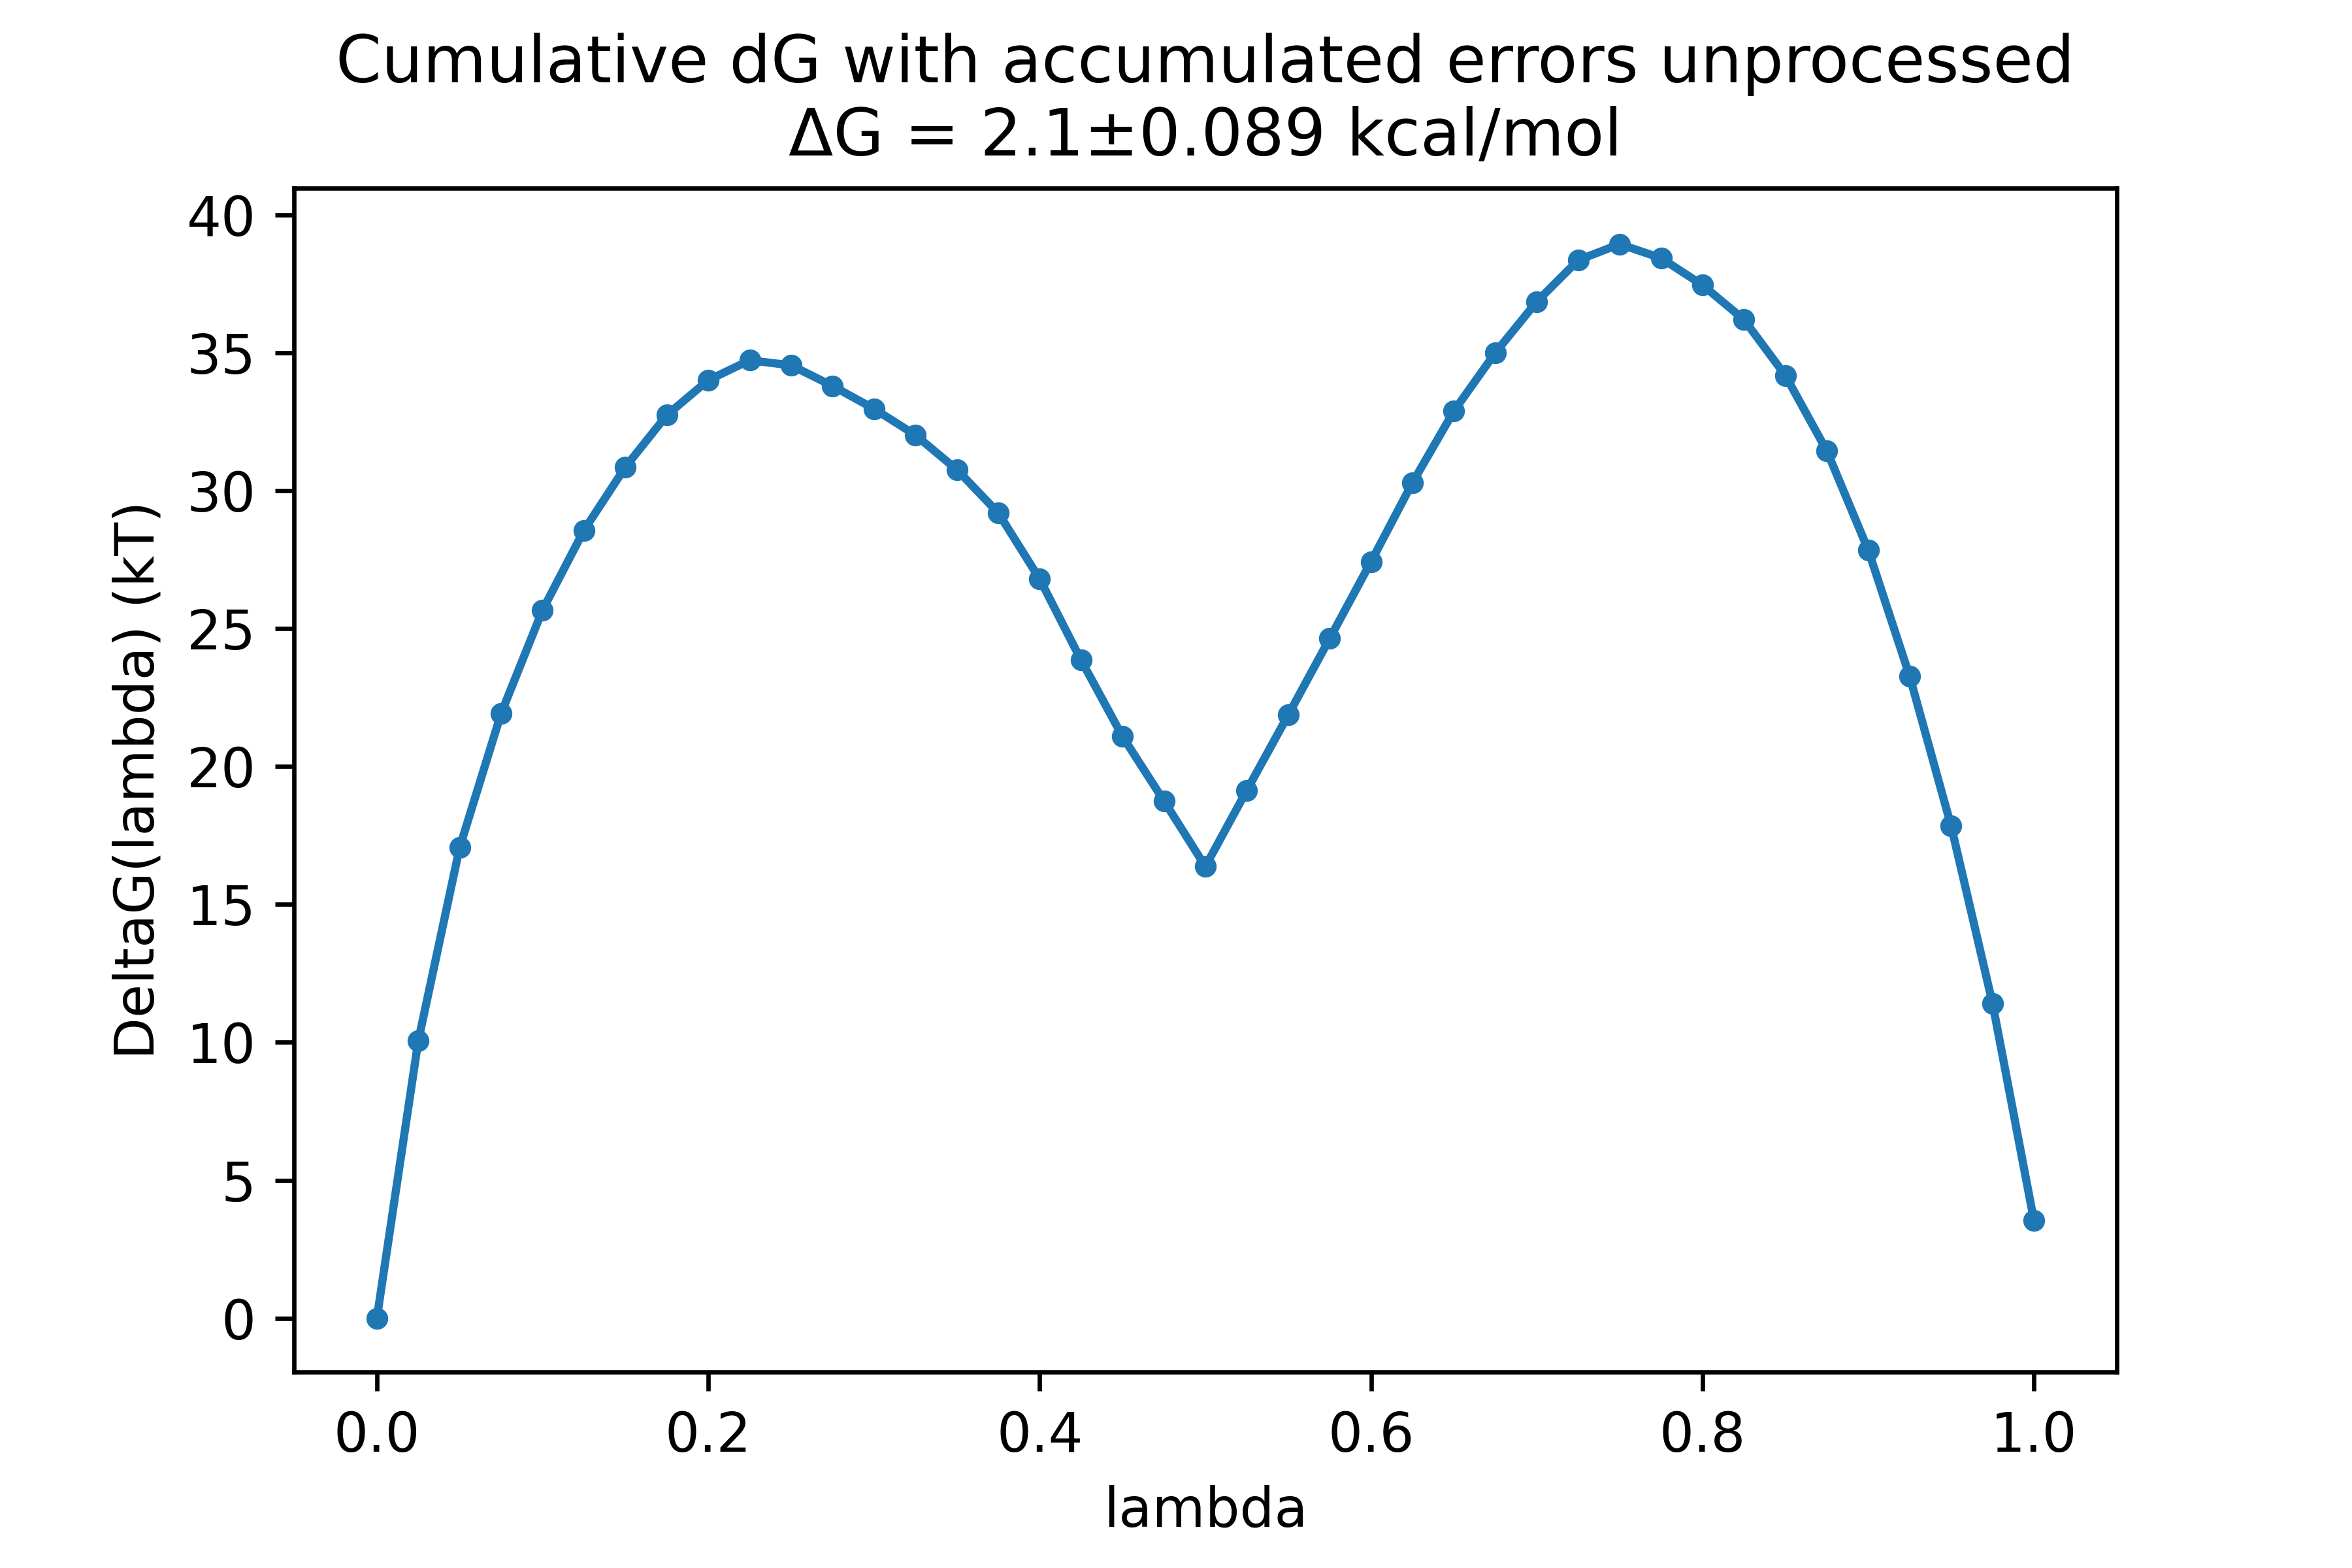 Cumulative dG with accumulated errors unprocessed
ΔG = 2.1±0.089 kcal/mol
DeltaG(lambda) (kT)
40
35
30
25
20
15
10
5
0
0.0 0.2 0.4 0.6 0.8 1.0
lambda